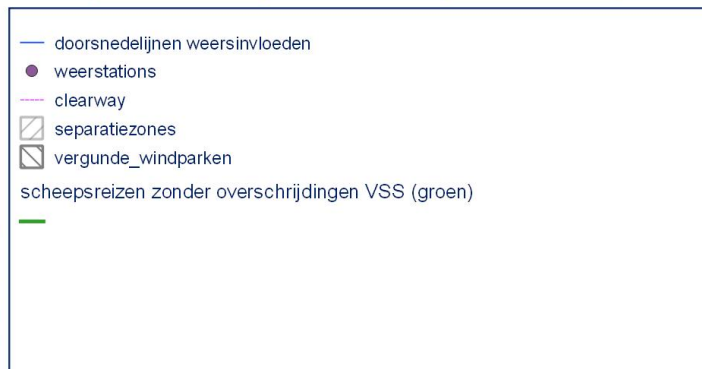 doorsnedelijnen weersinvloeden
weerstations
clearway
separatiezones
vergunde_windparken
scheepsreizen zonder overschrijdingen VSS (groen)